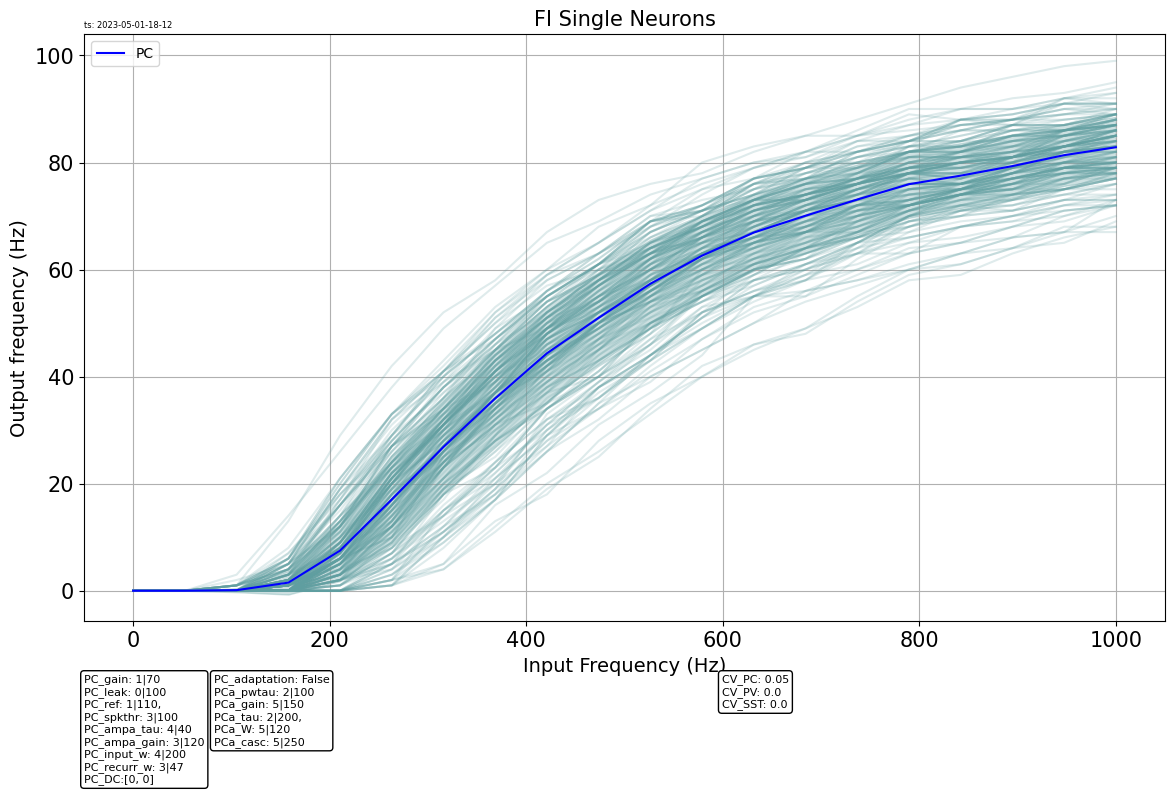 FI Single Neurons
ts: 2023-05-01-18-12
PC
100
80
60
40
20
0
Output frequency (Hz)
0 200 400 600 800 1000
Input Frequency (Hz)
PC_gain: 1|70
PC_leak: 0|100
PC_ref: 1|110,
PC_spkthr: 3|100
PC_ampa_tau: 4|40
PC_ampa_gain: 3|120
PC_input_w: 4|200
PC_recurr_w: 3|47
PC_DC:[0, 0]
PC_adaptation: False
PCa_pwtau: 2|100
PCa_gain: 5|150
PCa_tau: 2|200,
PCa_W: 5|120
PCa_casc: 5|250
CV_PC: 0.05
CV_PV: 0.0
CV_SST: 0.0